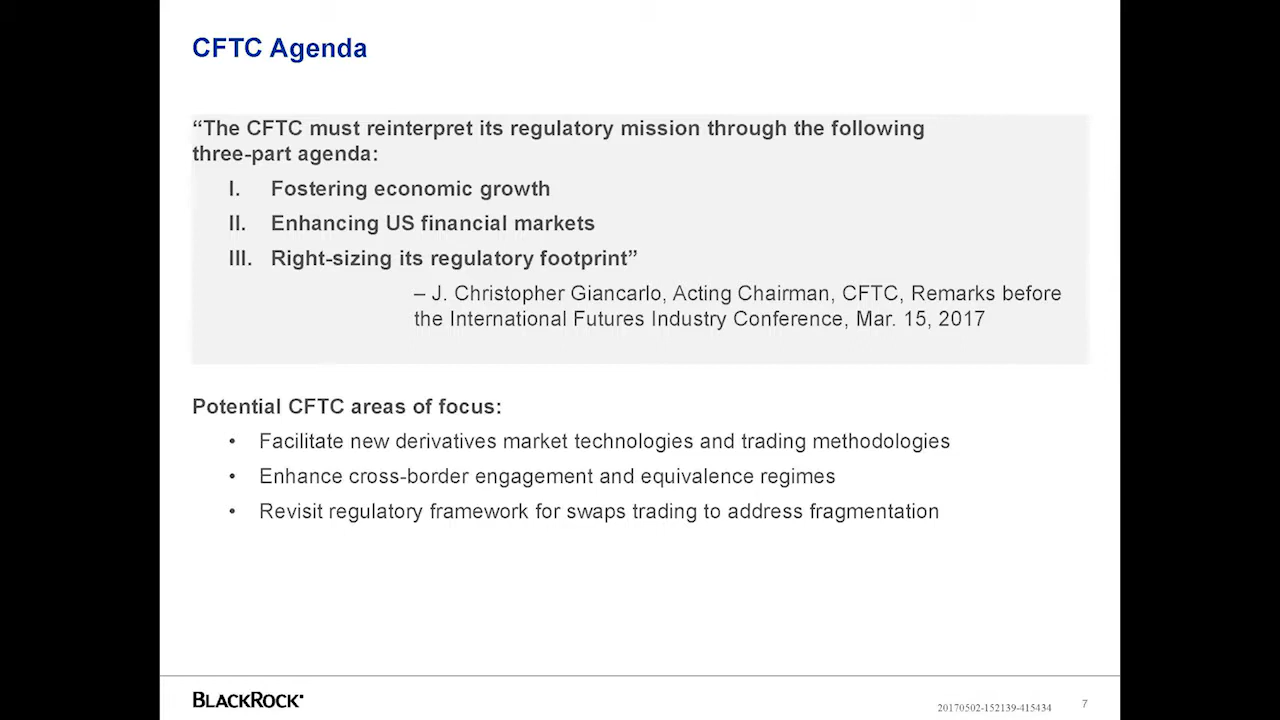 CFTC Agenda
“The CFTC must reinterpret its regulatory mission through the following
three-part agenda:
I. Fostering economic growth
II. Enhancing US financial markets
III. Right-sizing its regulatory footprint”
– J. Christopher Giancarlo, Acting Chairman, CFTC, Remarks before
the International Futures Industry Conference, Mar. 15, 2017
Potential CFTC areas of focus:
• Facilitate new derivatives market technologies and trading methodologies
• Enhance cross-border engagement and equivalence regimes
• Revisit regulatory framework for swaps trading to address fragmentation
BLACKROCK®
20170502-152139-415434
7